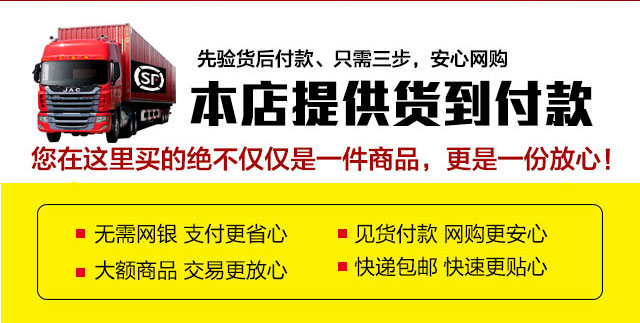 先验货后付款、只需三步，安心网购
本店提供货到付款
SF
JAC
您在这里买的绝不仅仅是一件商品，更是一份放心！
无需网银 支付更省心
见货付款 网购更安心
大额商品 交易更放心
快递包邮 快速更贴心